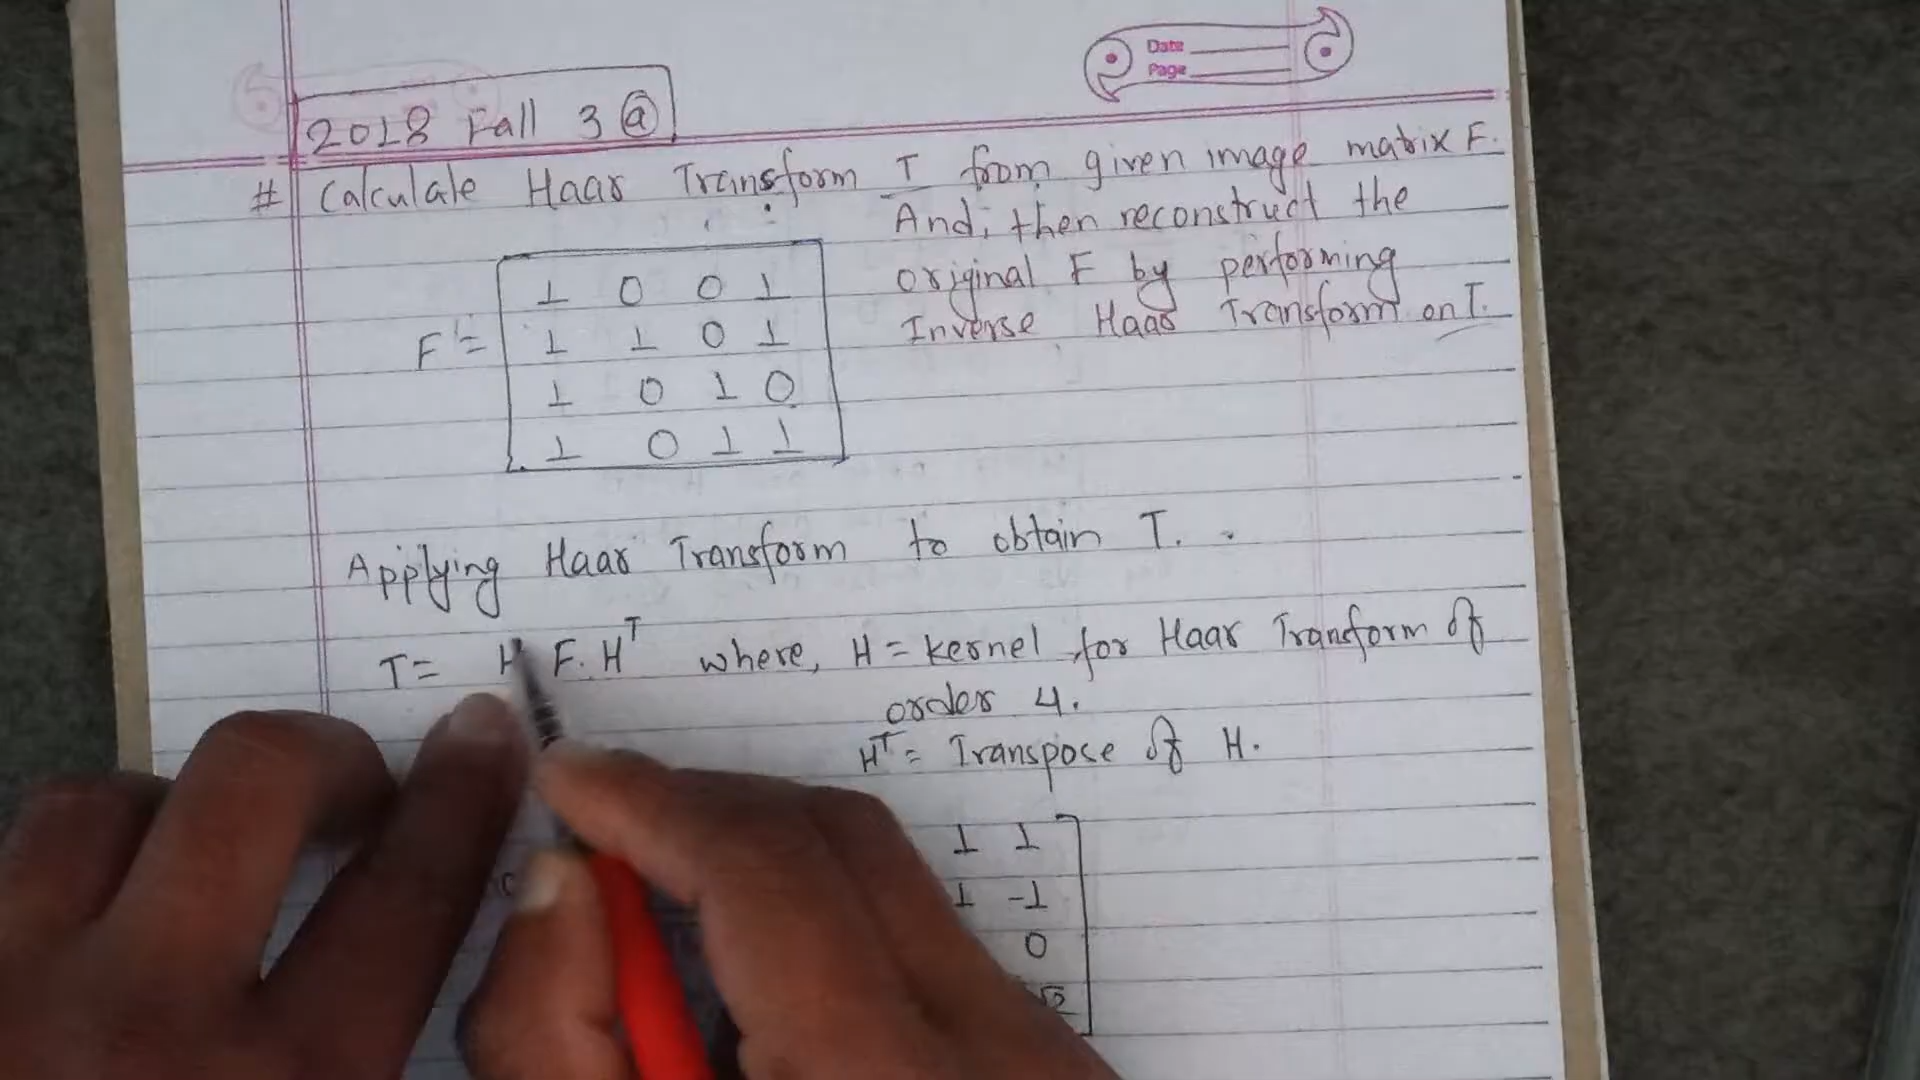 Date
Page
2018 Fall 3 @
# Calculate Haar Transform T from given image matrix F.
And, then reconstruct the
original F by performing
Inverse Haar Transform on T.
F =
1 0 0 1
1 1 0 1
1 0 1 0
1 0 1 1
Applying Haar Transform to obtain T.
T = H F. H^T where, H = kernel for Haar Transform of
order 4.
H^T = Transpose of H.
1 1
1 -1
0
√2